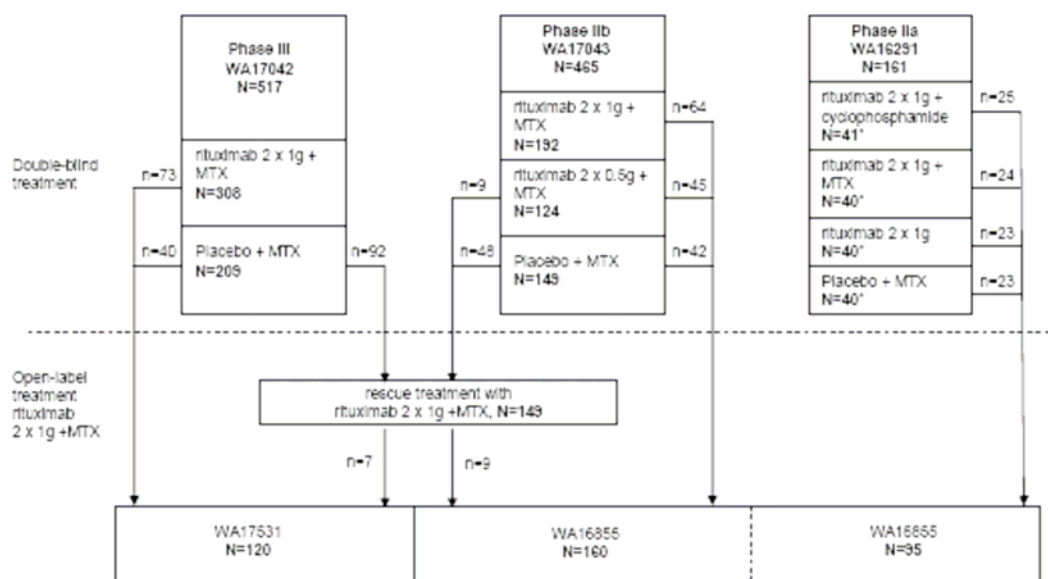 Phase III
WA17042
N=517
rituximab 2 x 1g +
MTX
N=308
Placebo + MTX
N=209
n=73
n=40
n=92
Phase IIb
WA17043
N=465
rituximab 2 x 1g +
MTX
N=192
rituximab 2 x 0.5g +
MTX
N=124
Placebo + MTX
N=149
n=64
n=9
n=45
n=48
n=42
Phase IIa
WA16291
N=161
rituximab 2 x 1g +
cyclophosphamide
N=41*
rituximab 2 x 1g +
MTX
N=40*
rituximab 2 x 1g
N=40*
Placebo + MTX
N=40*
n=25
n=24
n=23
n=23
Double-blind
treatment
Open-label
treatment
rituximab
2 x 1g +MTX
rescue treatment with
rituximab 2 x 1g +MTX, N=149
n=7
n=9
WA17531
N=120
WA16855
N=160
WA16855
N=95